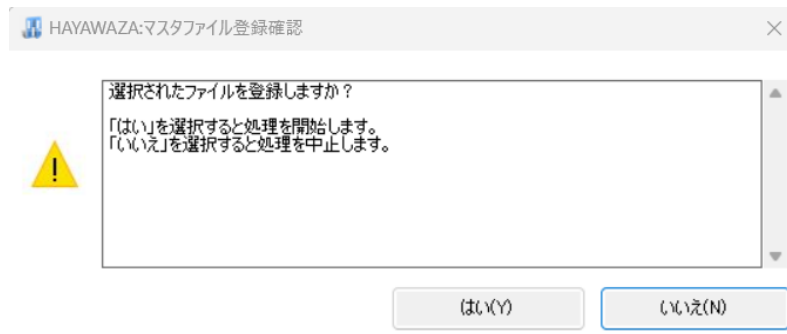 HAYAWAZA:マスタファイル登録確認
選択されたファイルを登録しますか？
「はい」を選択すると処理を開始します。
「いいえ」を選択すると処理を中止します。
はい(Y)
いいえ(N)